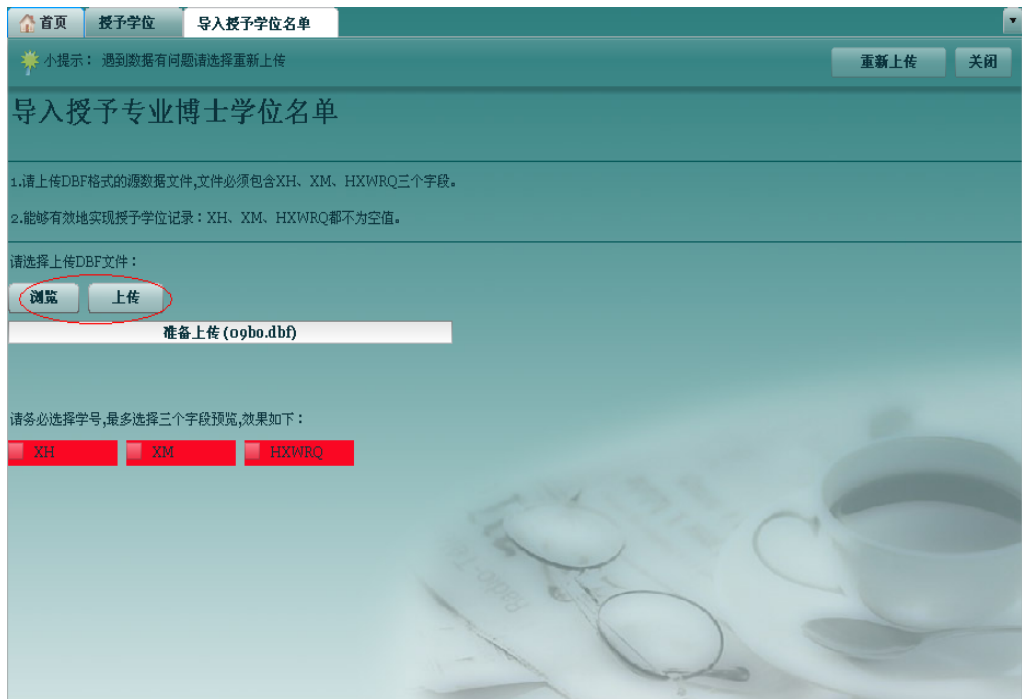 首页 授予学位 导入授予学位名单
小提示： 遇到数据有问题请选择重新上传 重新上传 关闭
导入授予专业博士学位名单
1.请上传DBF格式的源数据文件,文件必须包含XH、XM、HXWRQ三个字段。
2.能够有效地实现授予学位记录：XH、XM、HXWRQ都不为空值。
请选择上传DBF文件：
浏览 上传
准备上传 (09bo.dbf)
请务必选择学号,最多选择三个字段预览,效果如下：
XH XM HXWRQ
Radio-